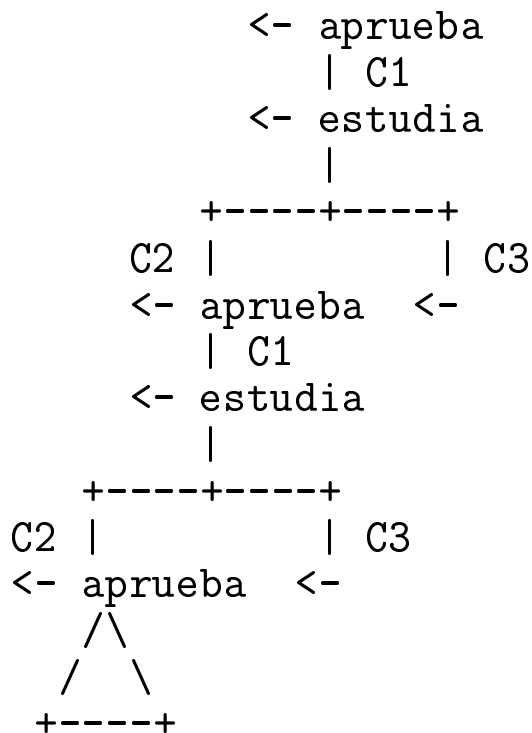 <- aprueba
| C1
<- estudia
|
+----+----+
C2 | | C3
<- aprueba <-
| C1
<- estudia
|
+----+----+
C2 | | C3
<- aprueba <-
/\
/ \
+----+